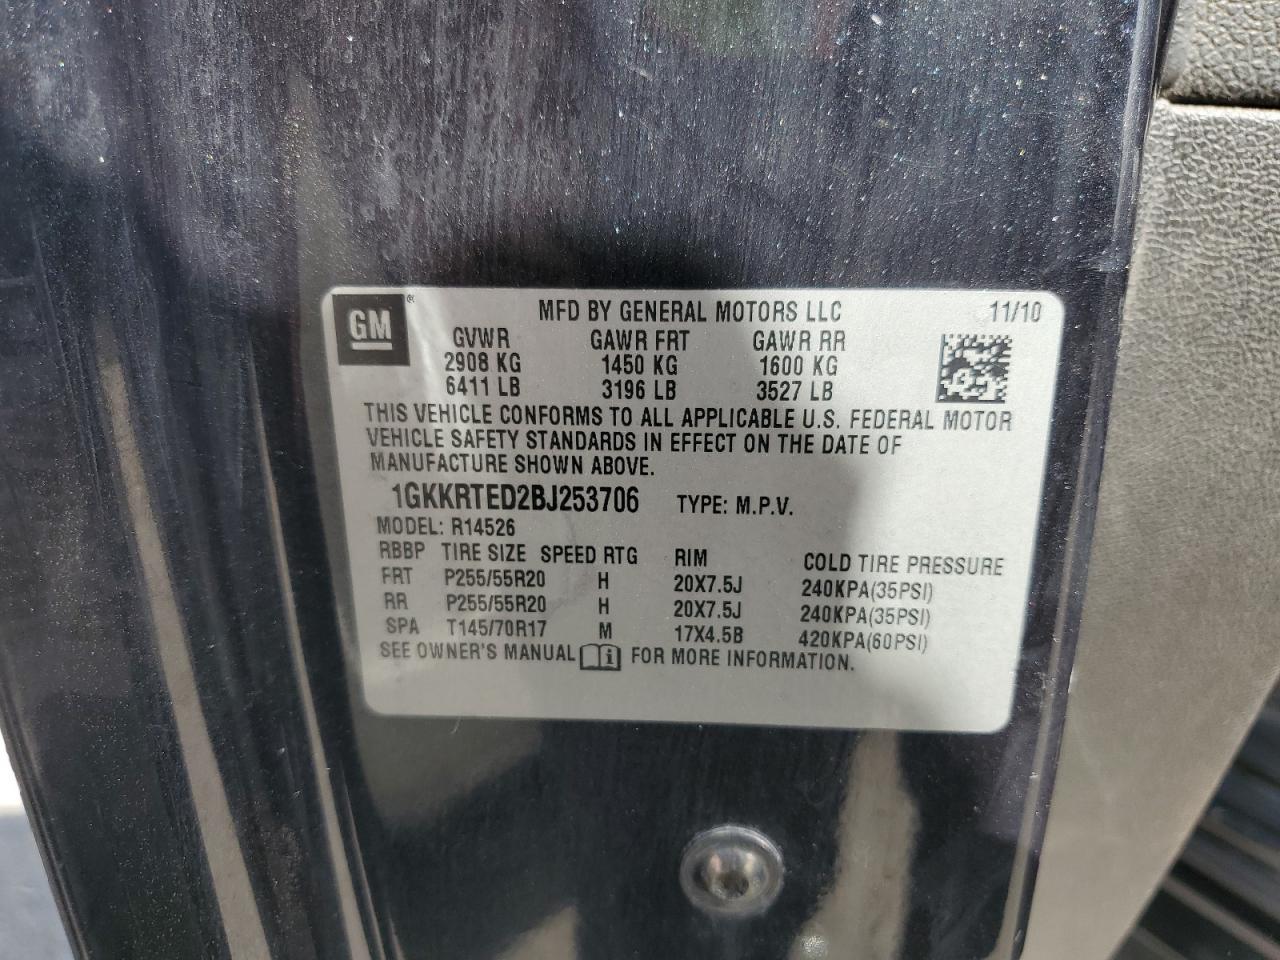 GM® MFD BY GENERAL MOTORS LLC 11/10
GVWR GAWR FRT GAWR RR
2908 KG 1450 KG 1600 KG
6411 LB 3196 LB 3527 LB
THIS VEHICLE CONFORMS TO ALL APPLICABLE U.S. FEDERAL MOTOR
VEHICLE SAFETY STANDARDS IN EFFECT ON THE DATE OF
MANUFACTURE SHOWN ABOVE.
1GKKRTED2BJ253706 TYPE: M.P.V.
MODEL: R14526
RBBP TIRE SIZE SPEED RTG RIM COLD TIRE PRESSURE
FRT P255/55R20 H 20X7.5J 240KPA(35PSI)
RR P255/55R20 H 20X7.5J 240KPA(35PSI)
SPA T145/70R17 M 17X4.5B 420KPA(60PSI)
SEE OWNER'S MANUAL i FOR MORE INFORMATION.